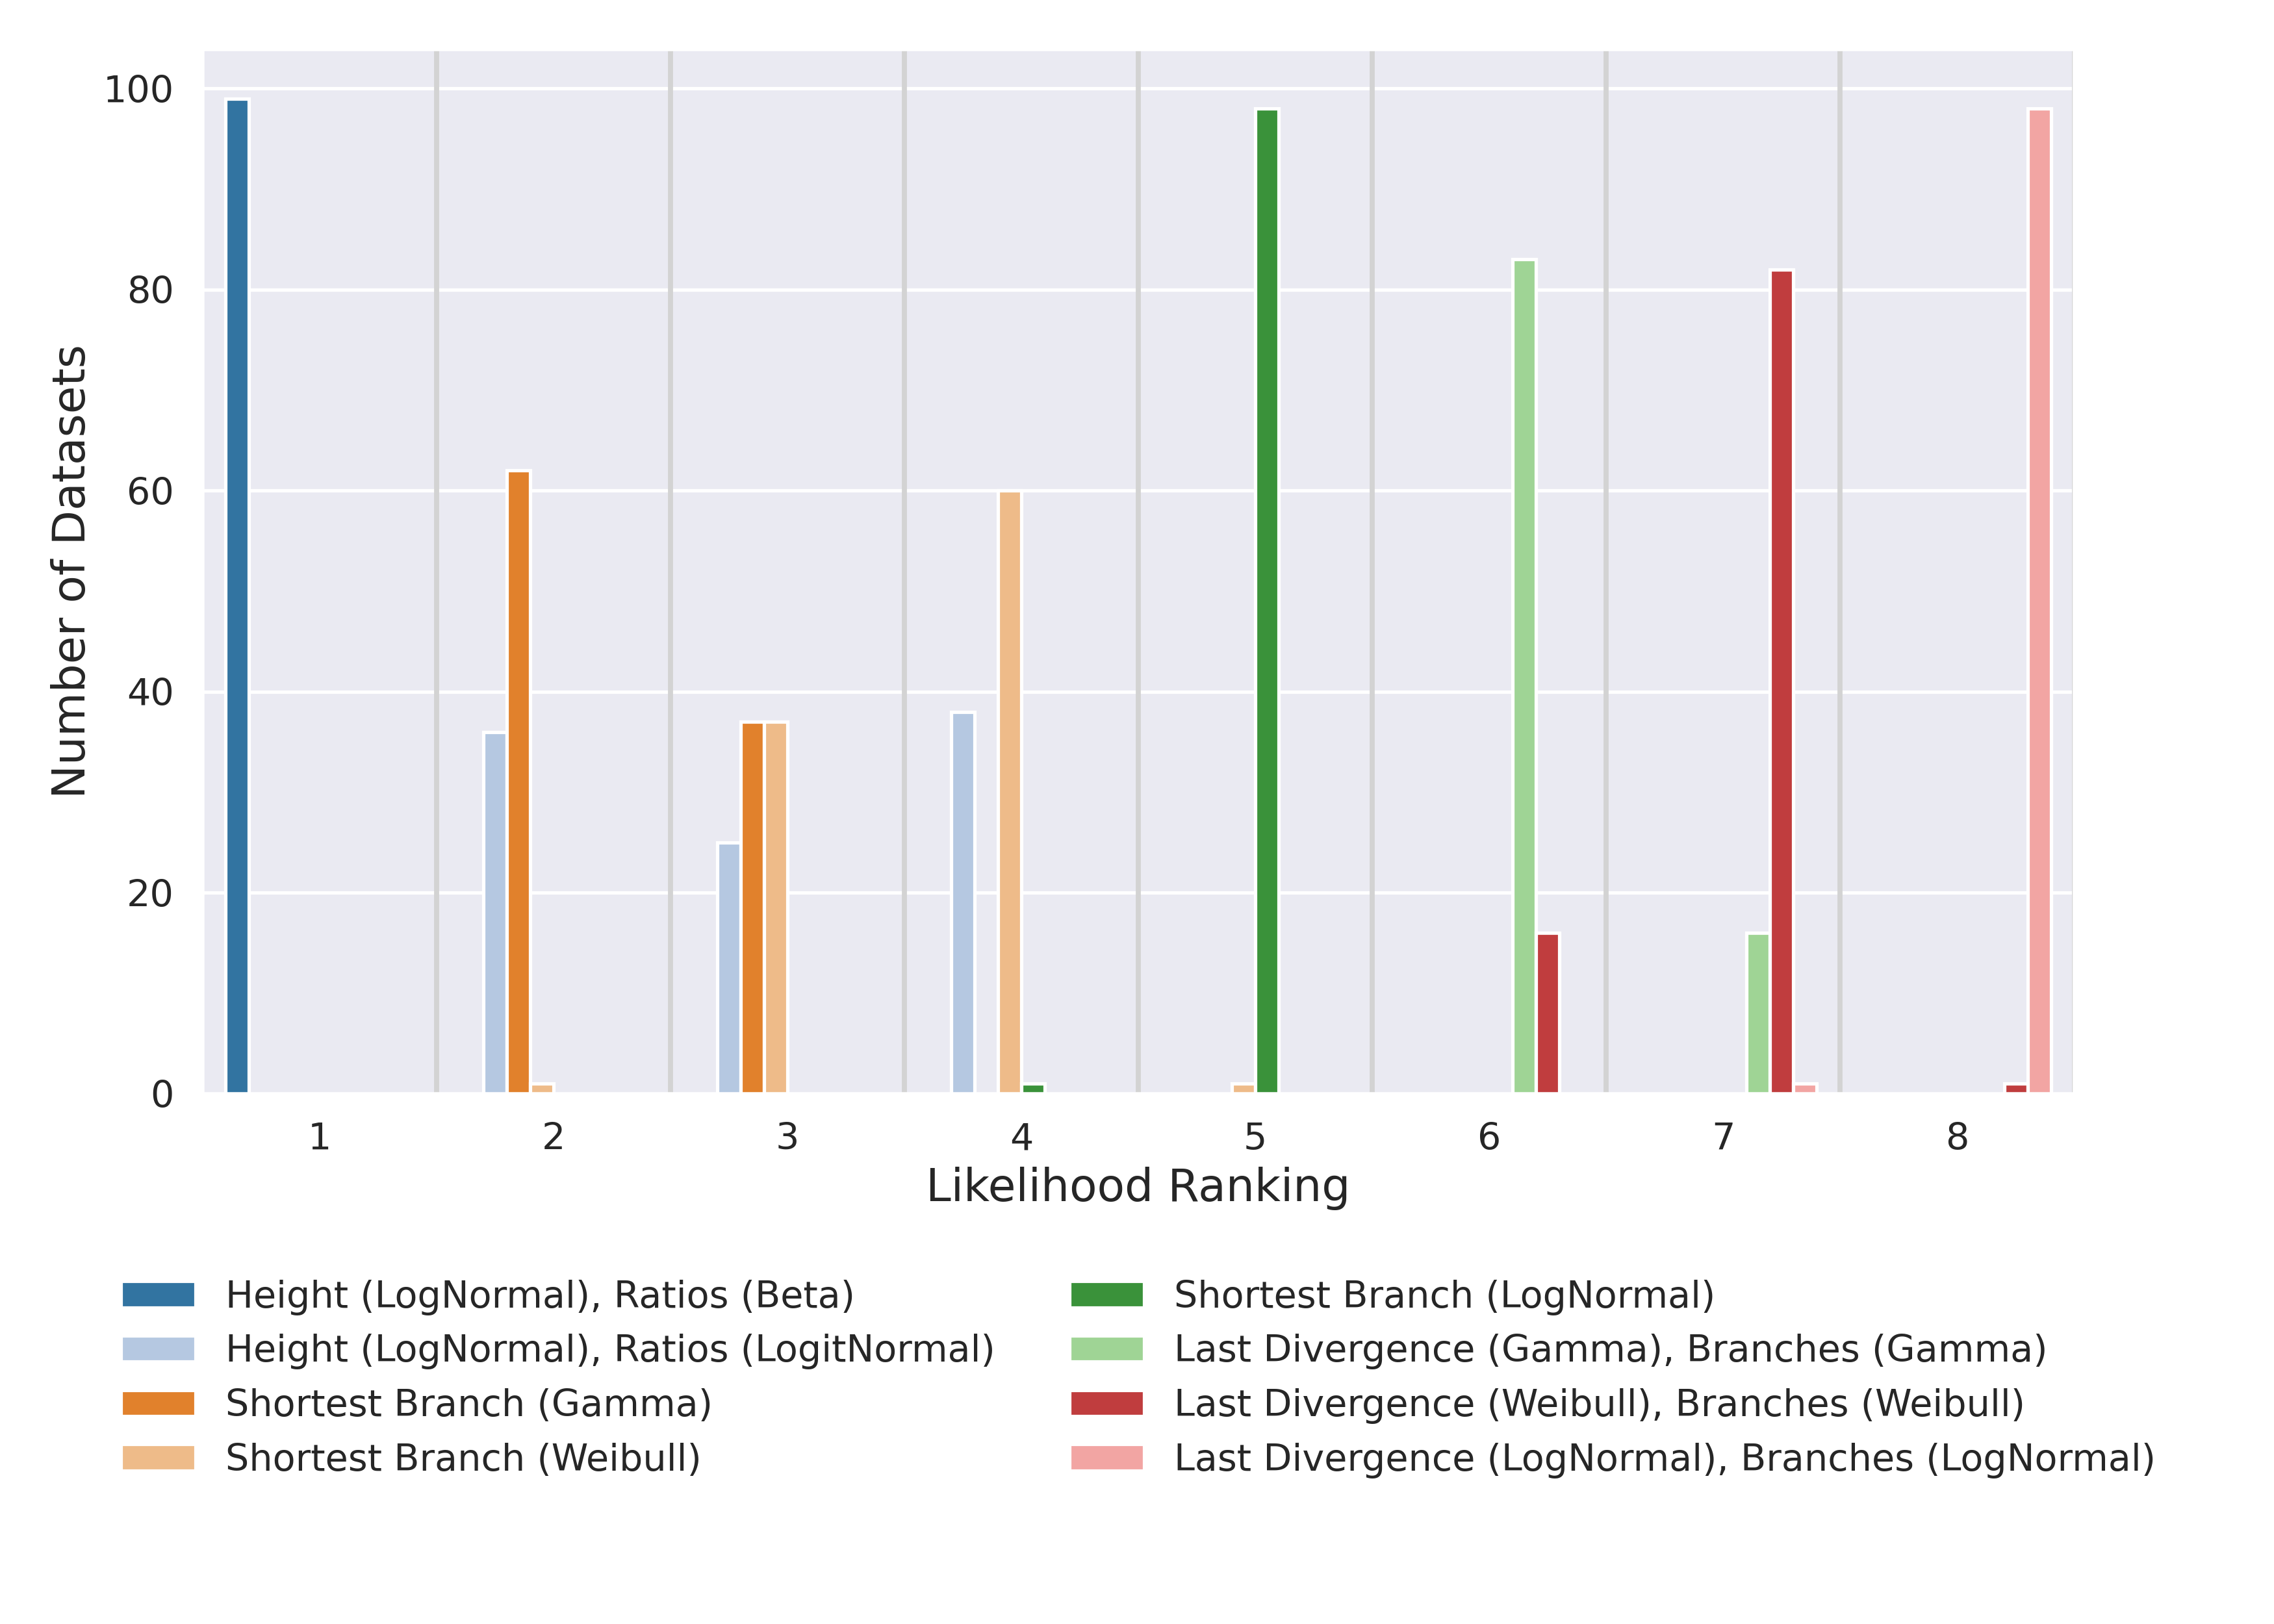 100
80
60
40
20
0
Number of Datasets
1 2 3 4 5 6 7 8
Likelihood Ranking
Height (LogNormal), Ratios (Beta)
Height (LogNormal), Ratios (LogitNormal)
Shortest Branch (Gamma)
Shortest Branch (Weibull)
Shortest Branch (LogNormal)
Last Divergence (Gamma), Branches (Gamma)
Last Divergence (Weibull), Branches (Weibull)
Last Divergence (LogNormal), Branches (LogNormal)